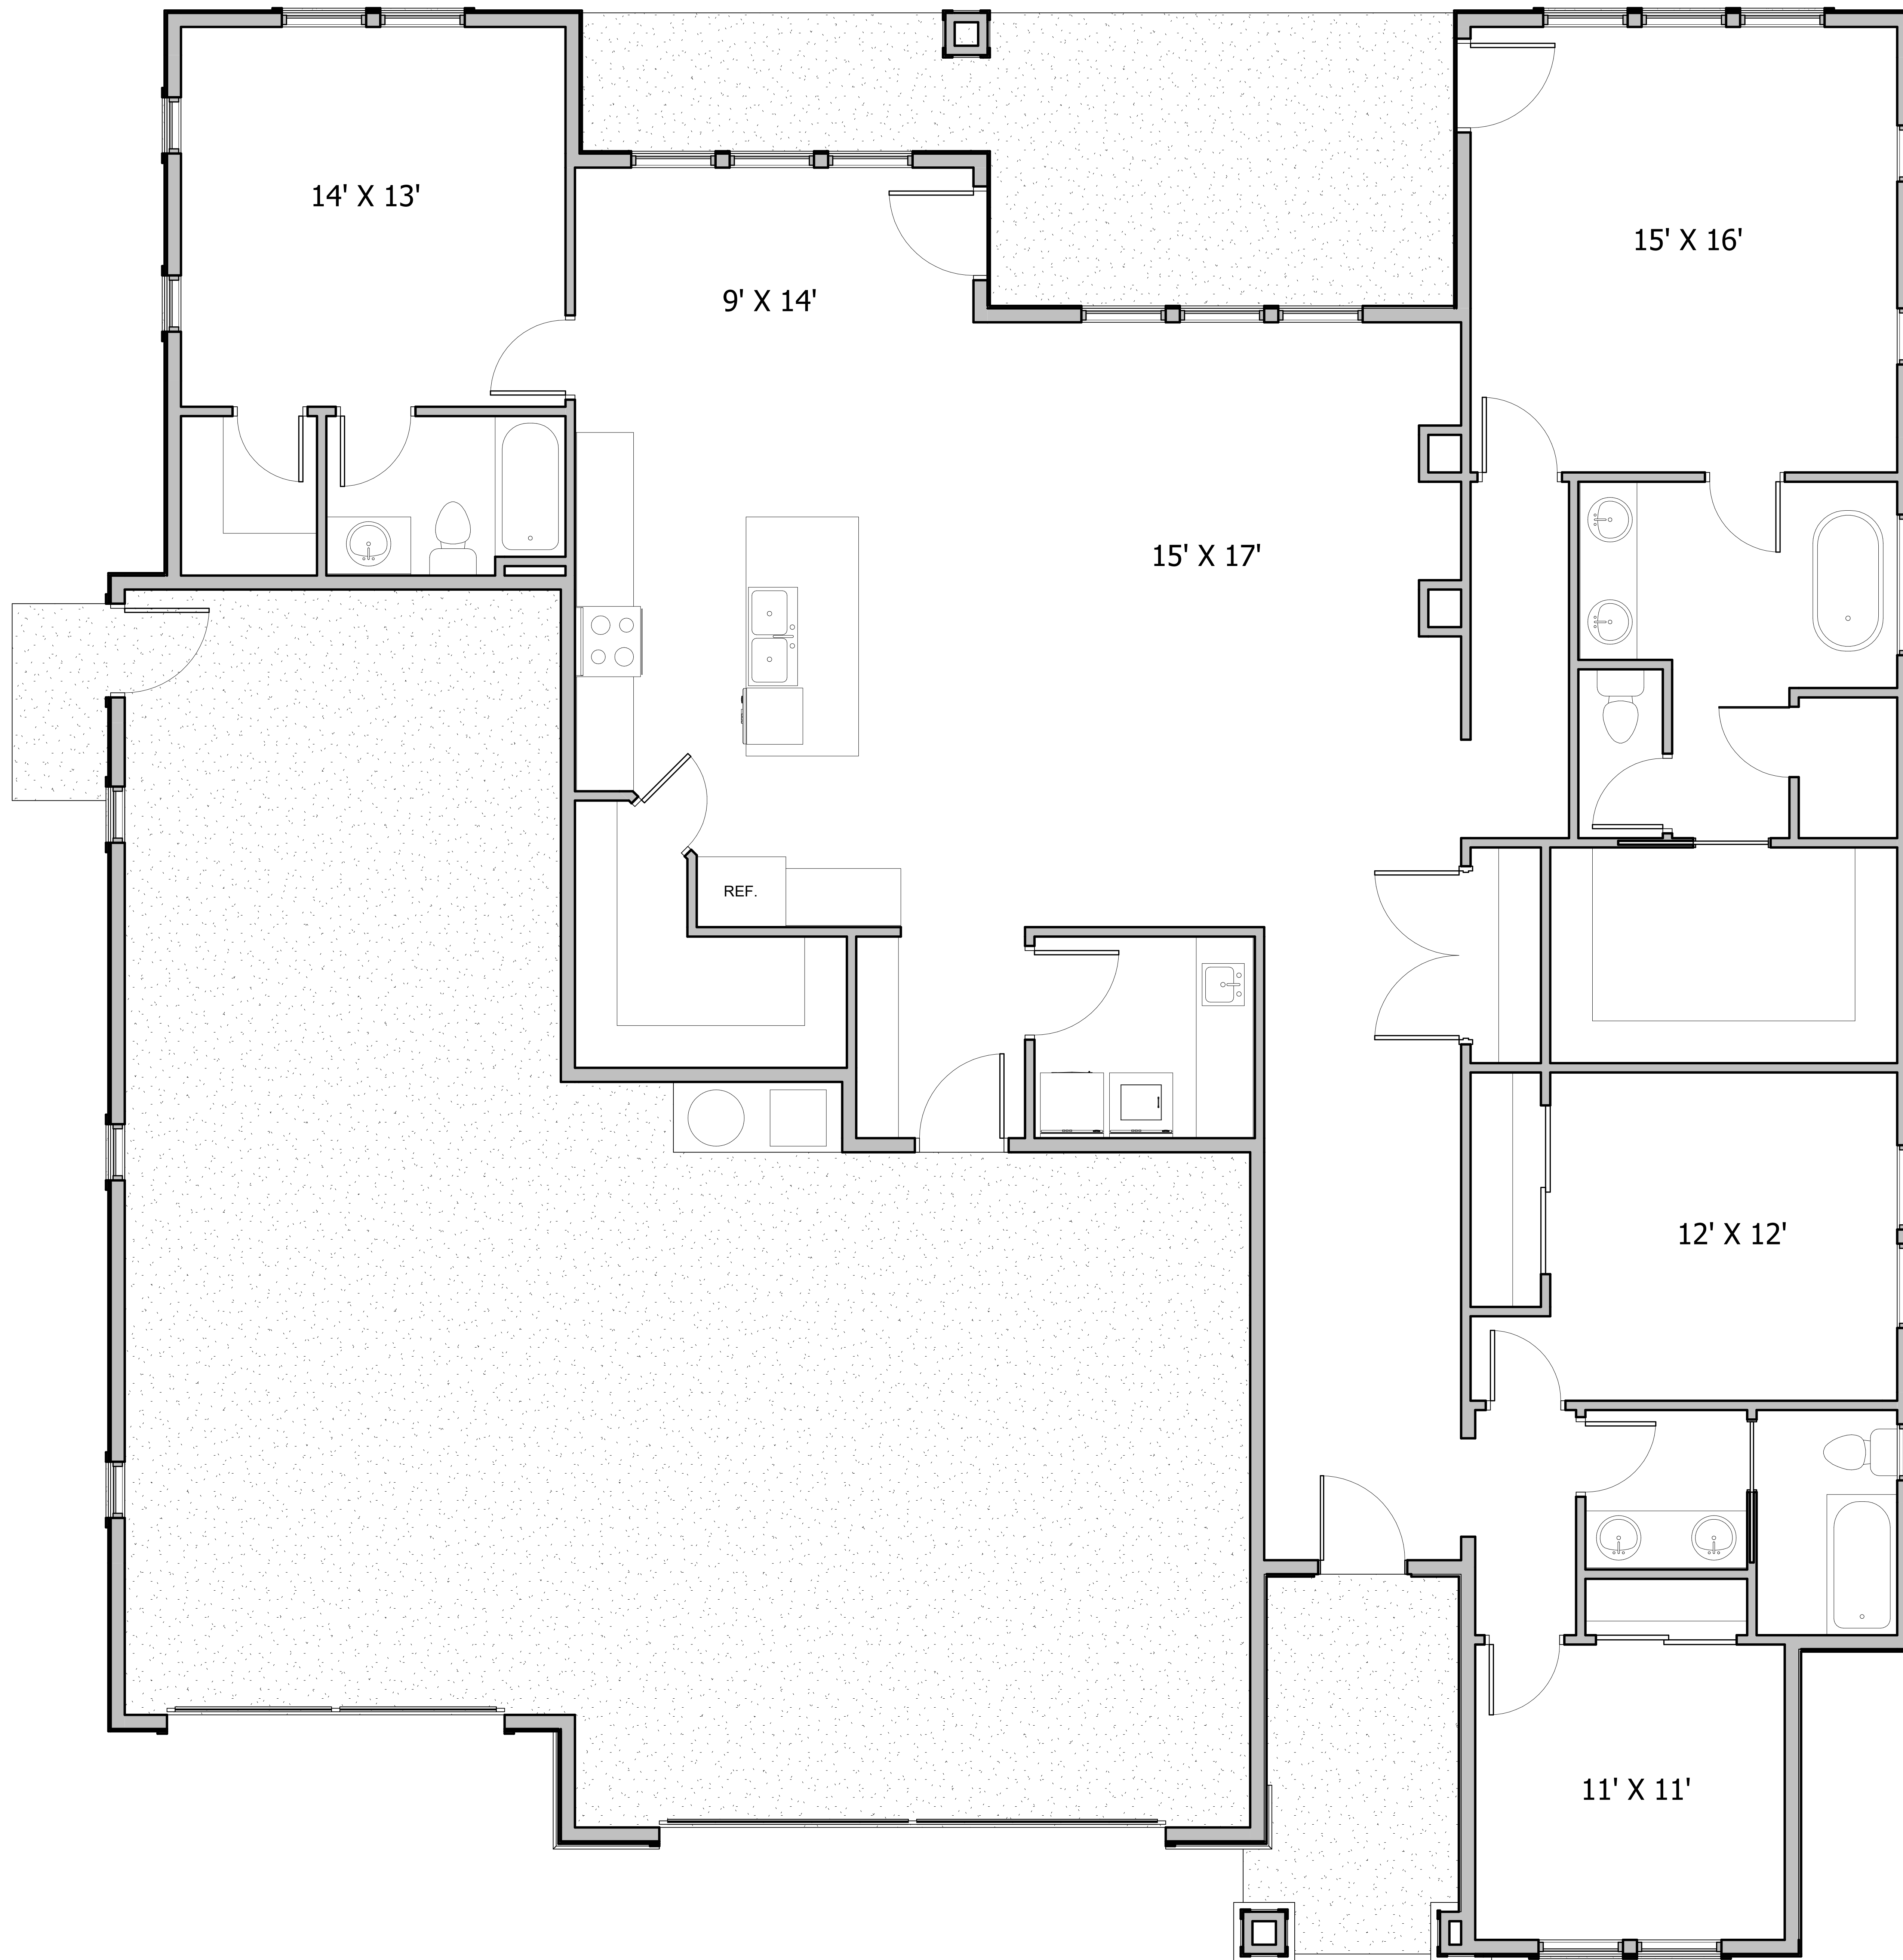 14' X 13'
15' X 16'
9' X 14'
15' X 17'
REF.
12' X 12'
11' X 11'